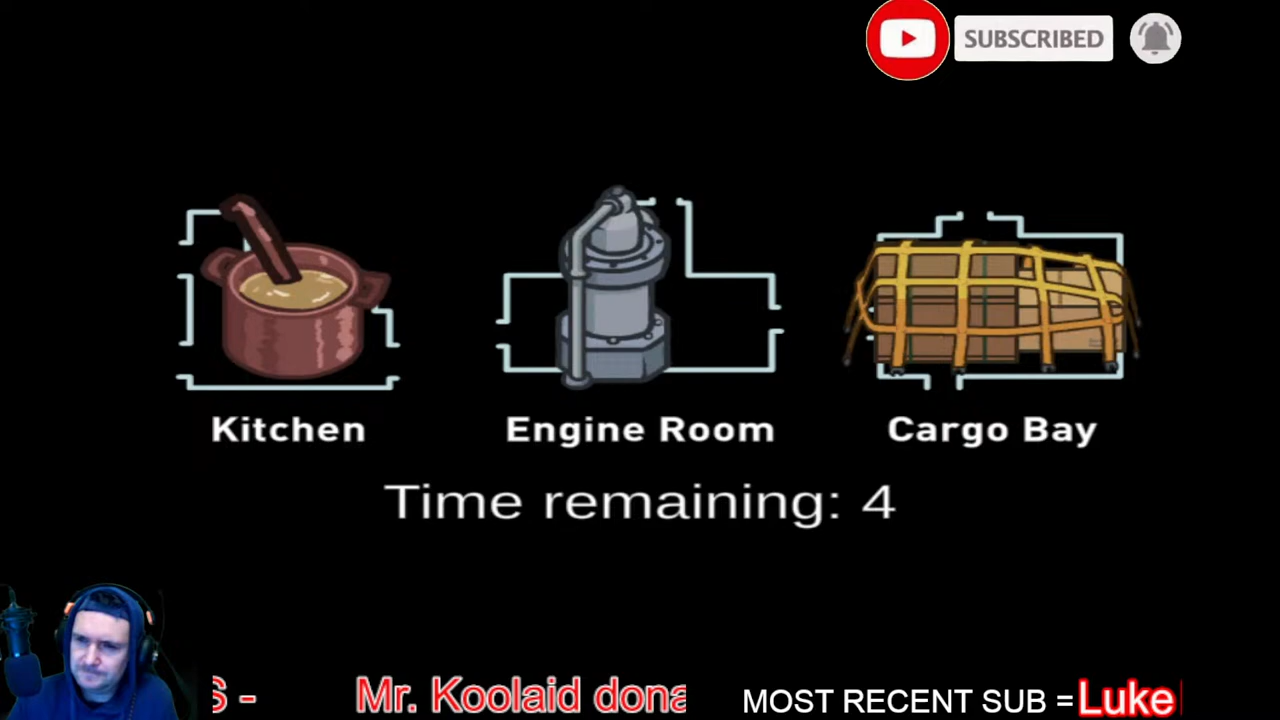 SUBSCRIBED
Kitchen Engine Room Cargo Bay
Time remaining: 4
S - Mr. Koolaid dona MOST RECENT SUB = Luke